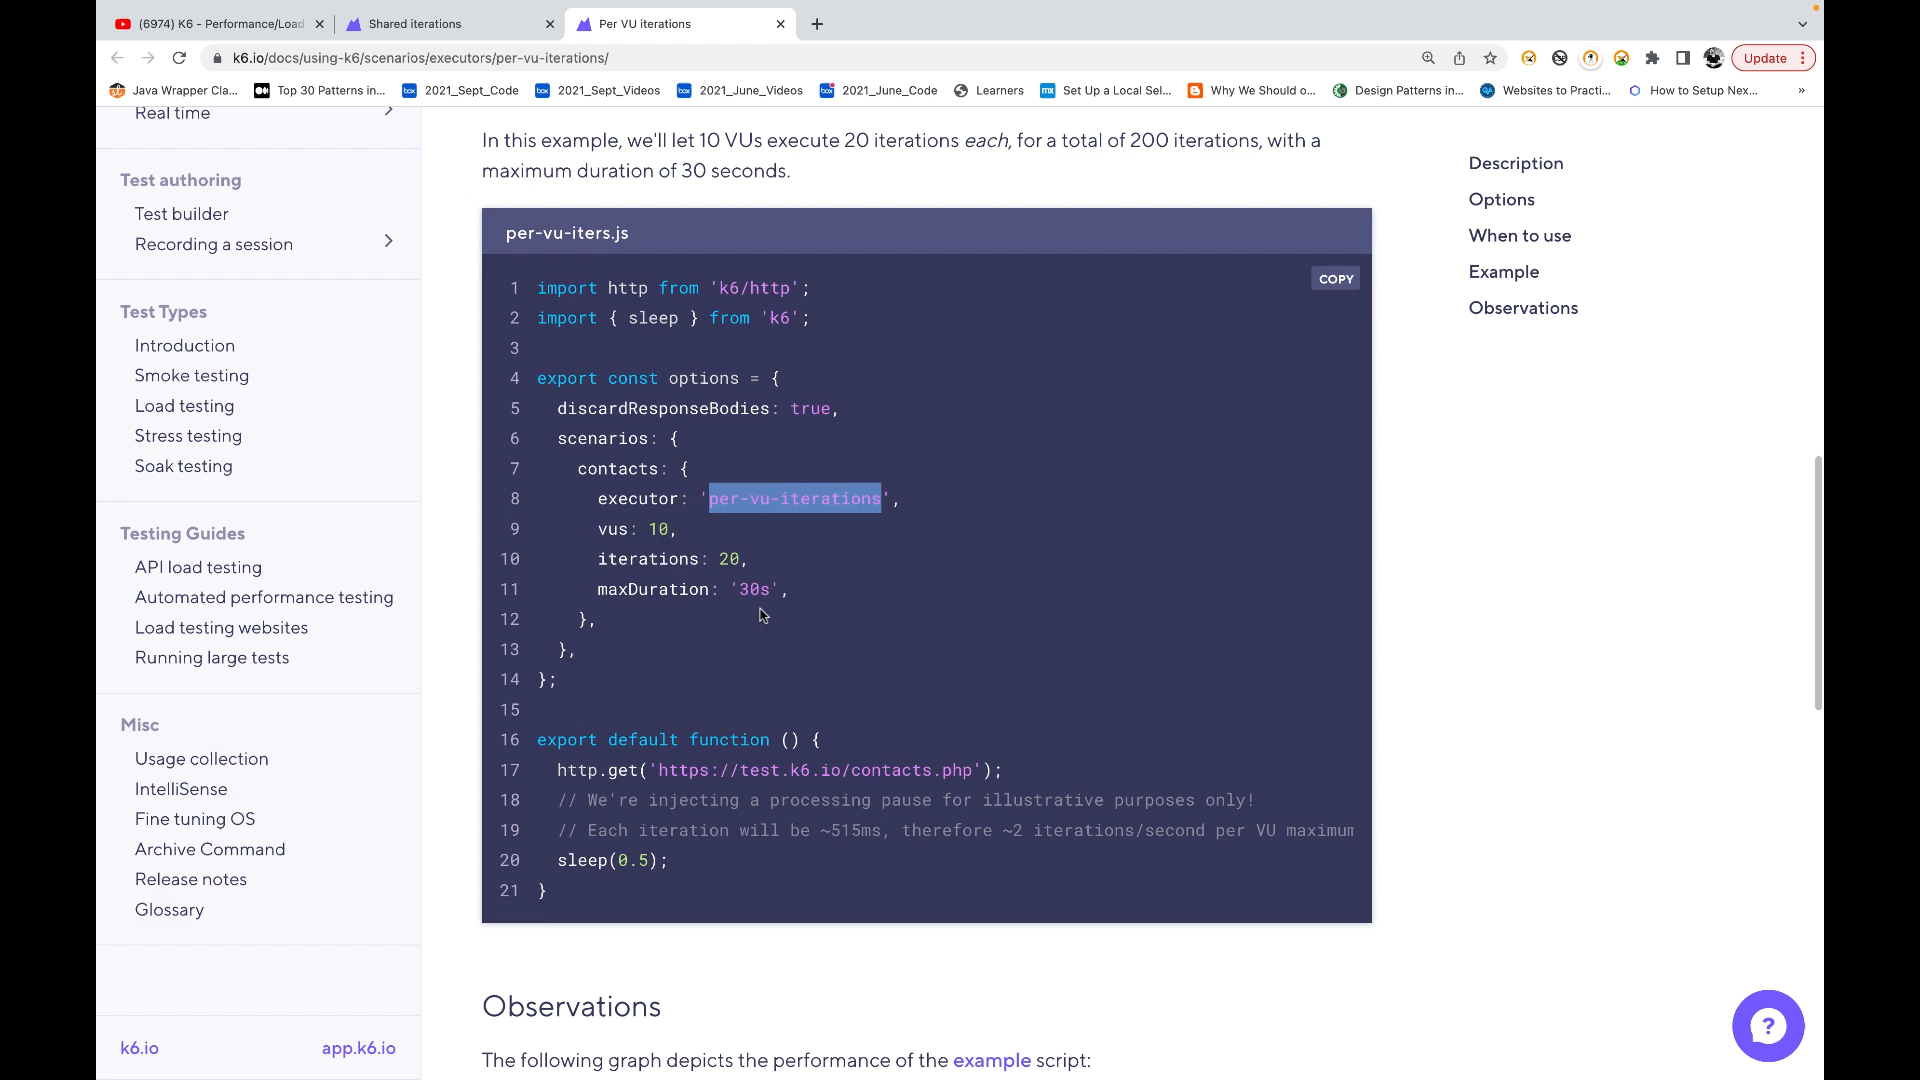 (6974) K6 - Performance/Load
Shared iterations
Per VU iterations
k6.io/docs/using-k6/scenarios/executors/per-vu-iterations/
Update
Java Wrapper Cla...
Top 30 Patterns in...
2021_Sept_Code
2021_Sept_Videos
2021_June_Videos
2021_June_Code
Learners
Set Up a Local Sel...
Why We Should o...
Design Patterns in...
Websites to Practi...
How to Setup Nex...
»
Real time
Test authoring
Test builder
Recording a session
Test Types
Introduction
Smoke testing
Load testing
Stress testing
Soak testing
Testing Guides
API load testing
Automated performance testing
Load testing websites
Running large tests
Misc
Usage collection
IntelliSense
Fine tuning OS
Archive Command
Release notes
Glossary
k6.io
app.k6.io
In this example, we'll let 10 VUs execute 20 iterations each, for a total of 200 iterations, with a
maximum duration of 30 seconds.
per-vu-iters.js
COPY
1 import http from 'k6/http';
2 import { sleep } from 'k6';
3
4 export const options = {
5 discardResponseBodies: true,
6 scenarios: {
7 contacts: {
8 executor: 'per-vu-iterations',
9 vus: 10,
10 iterations: 20,
11 maxDuration: '30s',
12 },
13 },
14 };
15
16 export default function () {
17 http.get('https://test.k6.io/contacts.php');
18 // We're injecting a processing pause for illustrative purposes only!
19 // Each iteration will be ~515ms, therefore ~2 iterations/second per VU maximum
20 sleep(0.5);
21 }
Observations
The following graph depicts the performance of the example script:
Description
Options
When to use
Example
Observations
?